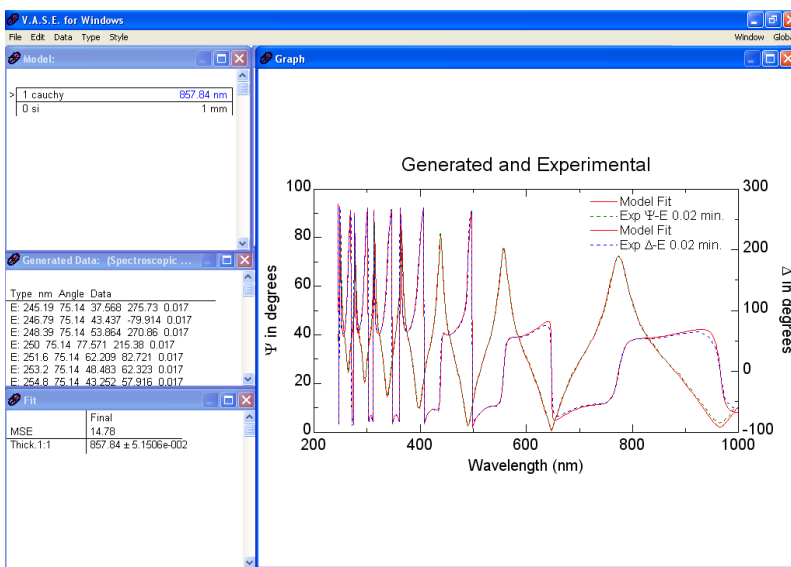 V.A.S.E. for Windows
File Edit Data Type Style Window Globa
Model:
> 1 cauchy 857.84 nm
0 si 1 mm
Generated Data: (Spectroscopic ...
Type nm Angle Data
E: 245.19 75.14 37.568 275.73 0.017
E: 246.79 75.14 43.437 -79.914 0.017
E: 248.39 75.14 53.864 270.86 0.017
E: 250 75.14 77.571 215.38 0.017
E: 251.6 75.14 62.209 82.721 0.017
E: 253.2 75.14 48.483 62.323 0.017
E: 254.8 75.14 43.252 57.916 0.017
Fit
Final
MSE 14.78
Thick.1:1 857.84 ± 5.1506e-002
Graph
Generated and Experimental
Model Fit
Exp Ψ-E 0.02 min.
Model Fit
Exp Δ-E 0.02 min.
Ψ in degrees
100
80
60
40
20
0
Δ in degrees
300
200
100
0
-100
200 400 600 800 1000
Wavelength (nm)